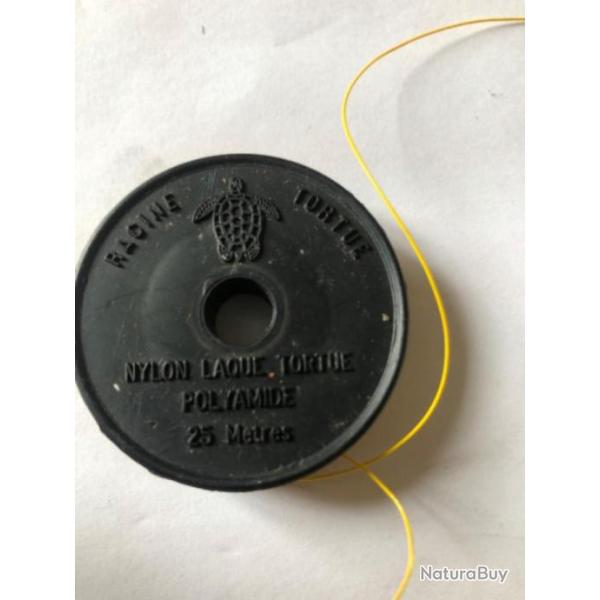 RACINE TORTUE
NYLON LAQUE TORTUE
POLYAMIDE
25 Metres
NaturaBuy